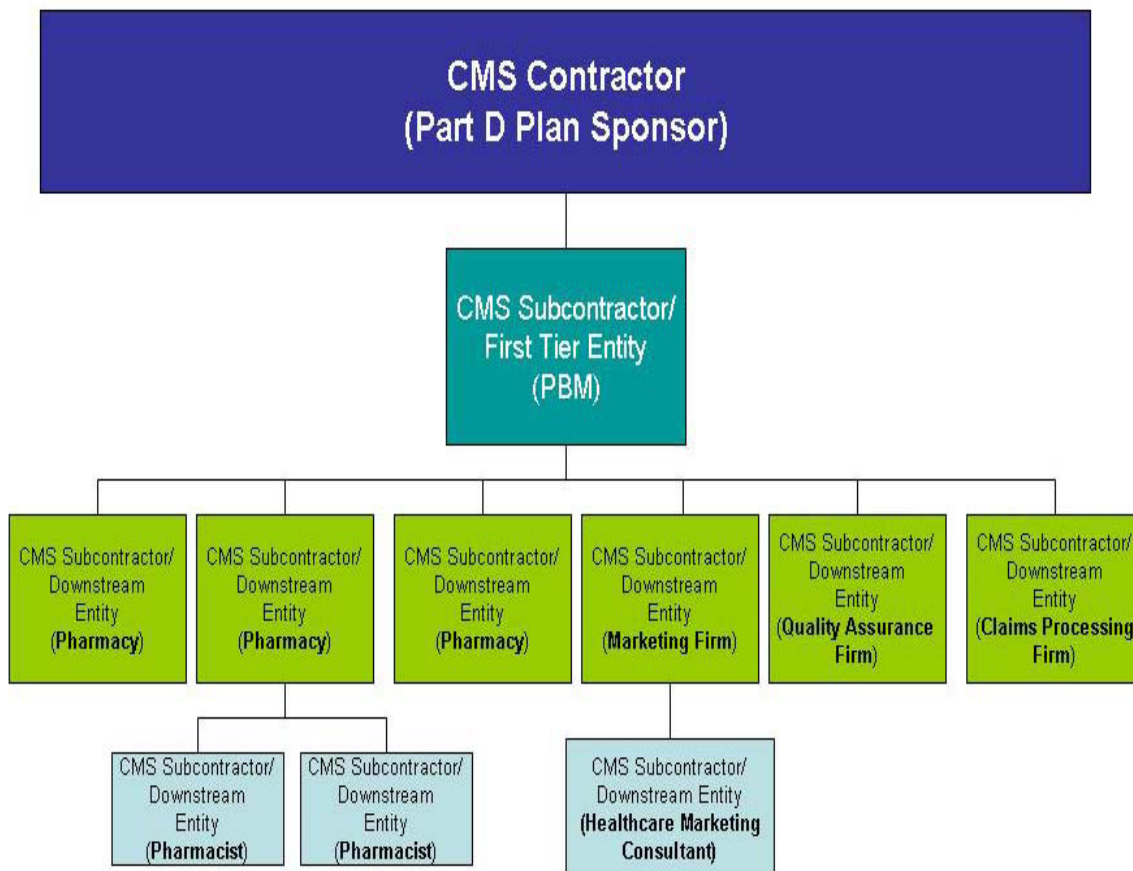 CMS Contractor
(Part D Plan Sponsor)
CMS Subcontractor/
First Tier Entity
(PBM)
CMS Subcontractor/
Downstream
Entity
(Pharmacy)
CMS Subcontractor/
Downstream
Entity
(Pharmacy)
CMS Subcontractor/
Downstream
Entity
(Pharmacy)
CMS Subcontractor/
Downstream
Entity
(Marketing Firm)
CMS Subcontractor/
Downstream
Entity
(Quality Assurance
Firm)
CMS Subcontractor/
Downstream
Entity
(Claims Processing
Firm)
CMS Subcontractor/
Downstream
Entity
(Pharmacist)
CMS Subcontractor/
Downstream
Entity
(Pharmacist)
CMS Subcontractor/
Downstream Entity
(Healthcare Marketing
Consultant)